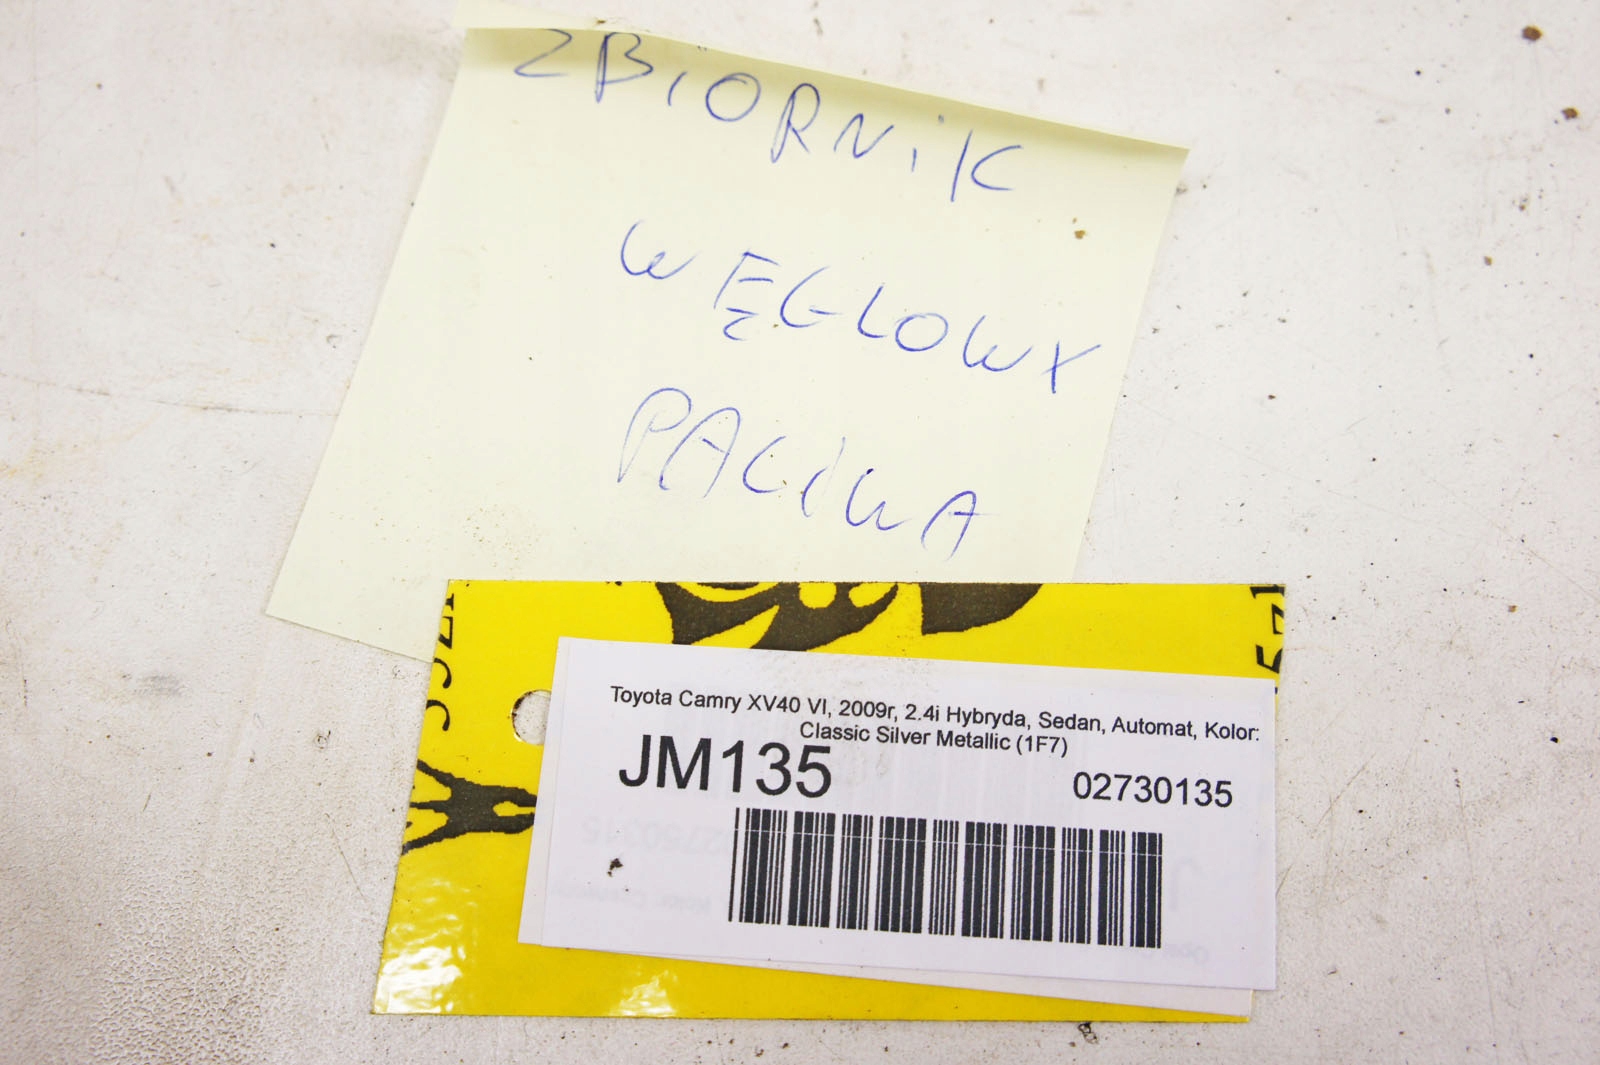 ZBiORNiK
WĘGLOWY
PALiWA
Toyota Camry XV40 VI, 2009r, 2.4i Hybryda, Sedan, Automat, Kolor:
Classic Silver Metallic (1F7)
JM135
02730135